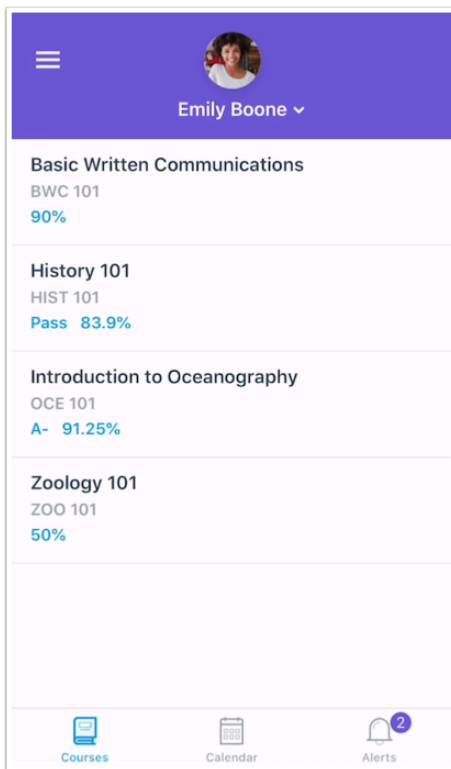 Emily Boone
Basic Written Communications
BWC 101
90%
History 101
HIST 101
Pass 83.9%
Introduction to Oceanography
OCE 101
A- 91.25%
Zoology 101
ZOO 101
50%
2
Courses Calendar Alerts